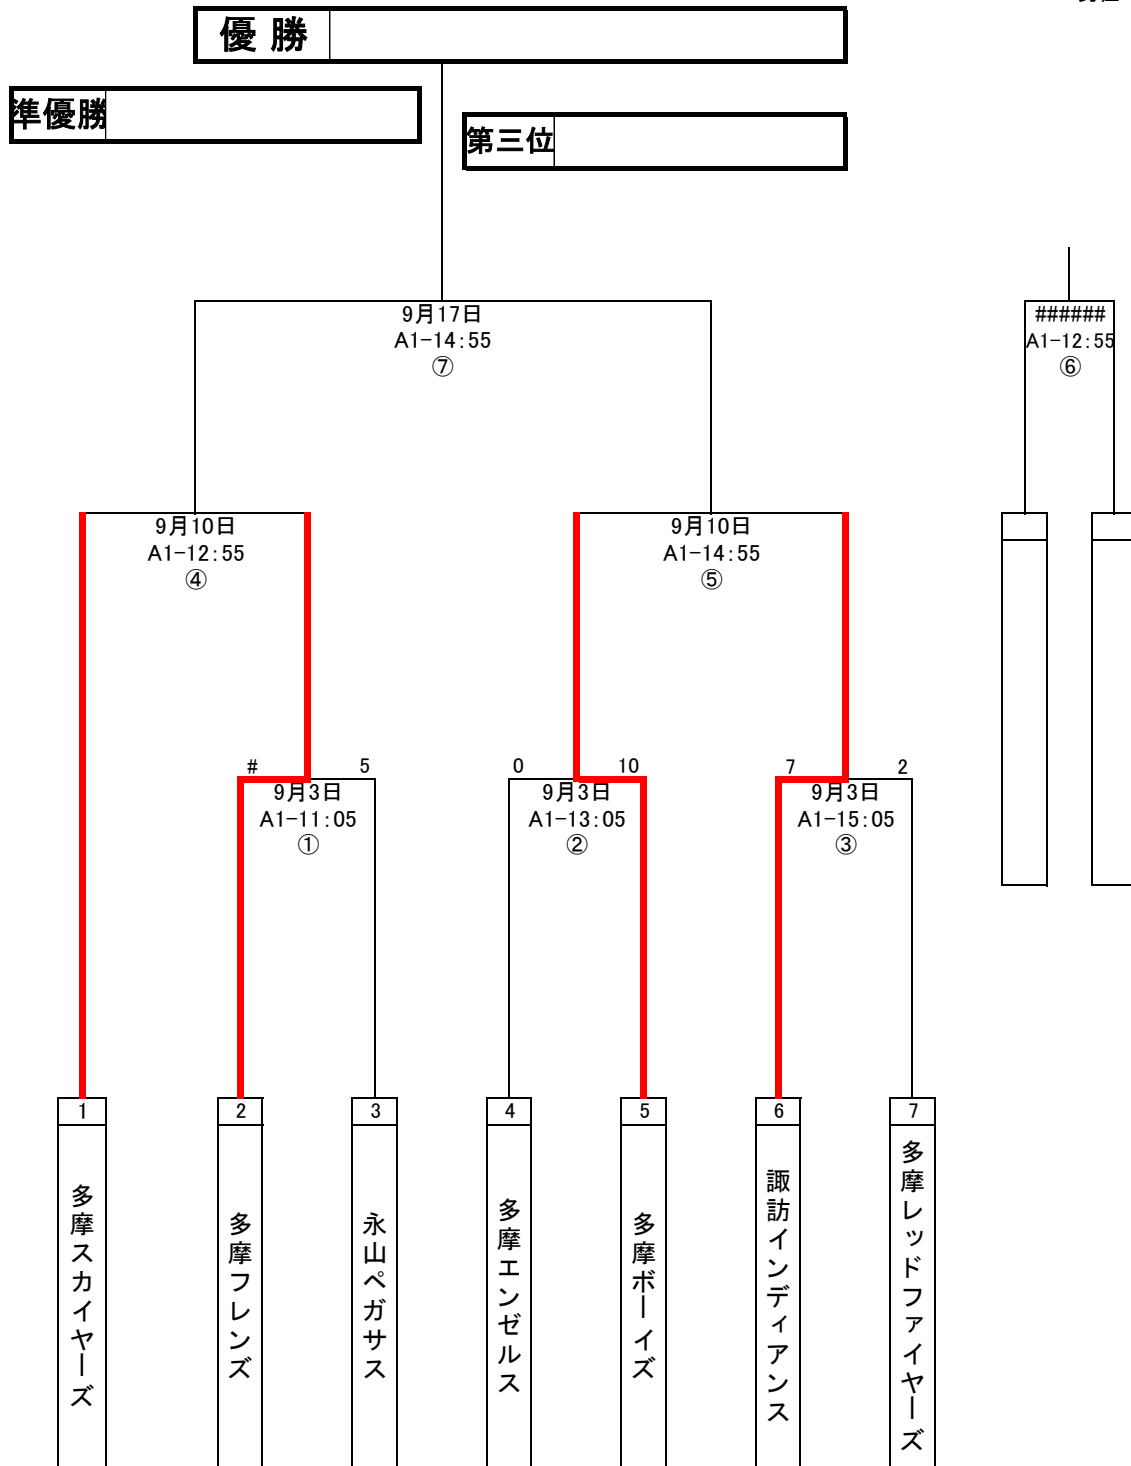 優 勝
準優勝
第三位
9月17日
A1-14:55
⑦
######
A1-12:55
⑥
9月10日
A1-12:55
④
9月10日
A1-14:55
⑤
# 5
9月3日
A1-11:05
①
0 10
9月3日
A1-13:05
②
7 2
9月3日
A1-15:05
③
1
多摩スカイヤーズ
2
多摩フレンズ
3
永山ペガサス
4
多摩エンゼルス
5
多摩ボーイズ
6
諏訪インディアンス
7
多摩レッドファイヤーズ